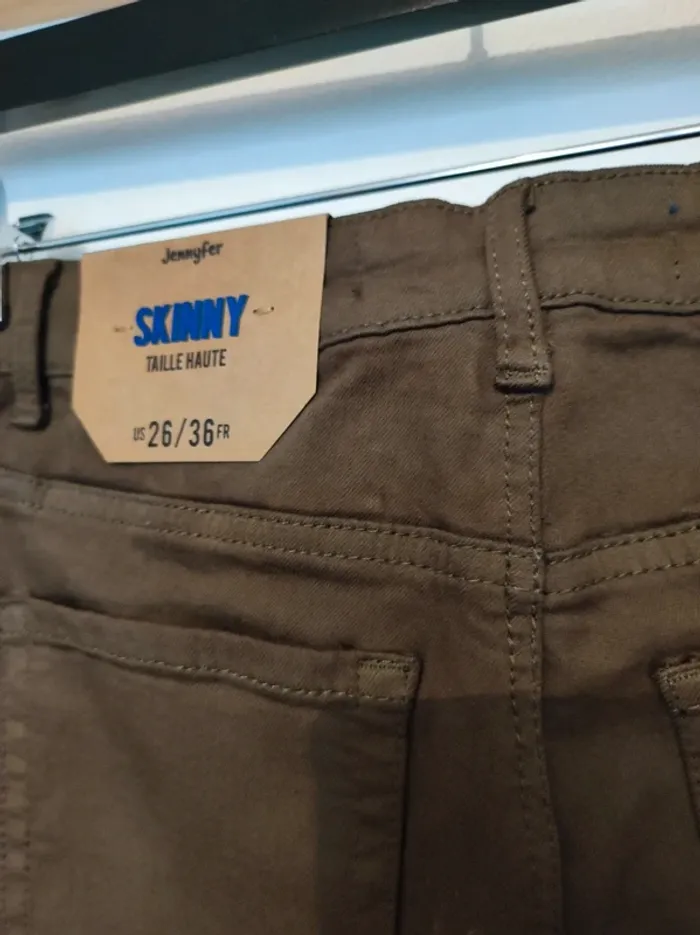 Jennyfer
SKINNY
TAILLE HAUTE
US 26/36 FR